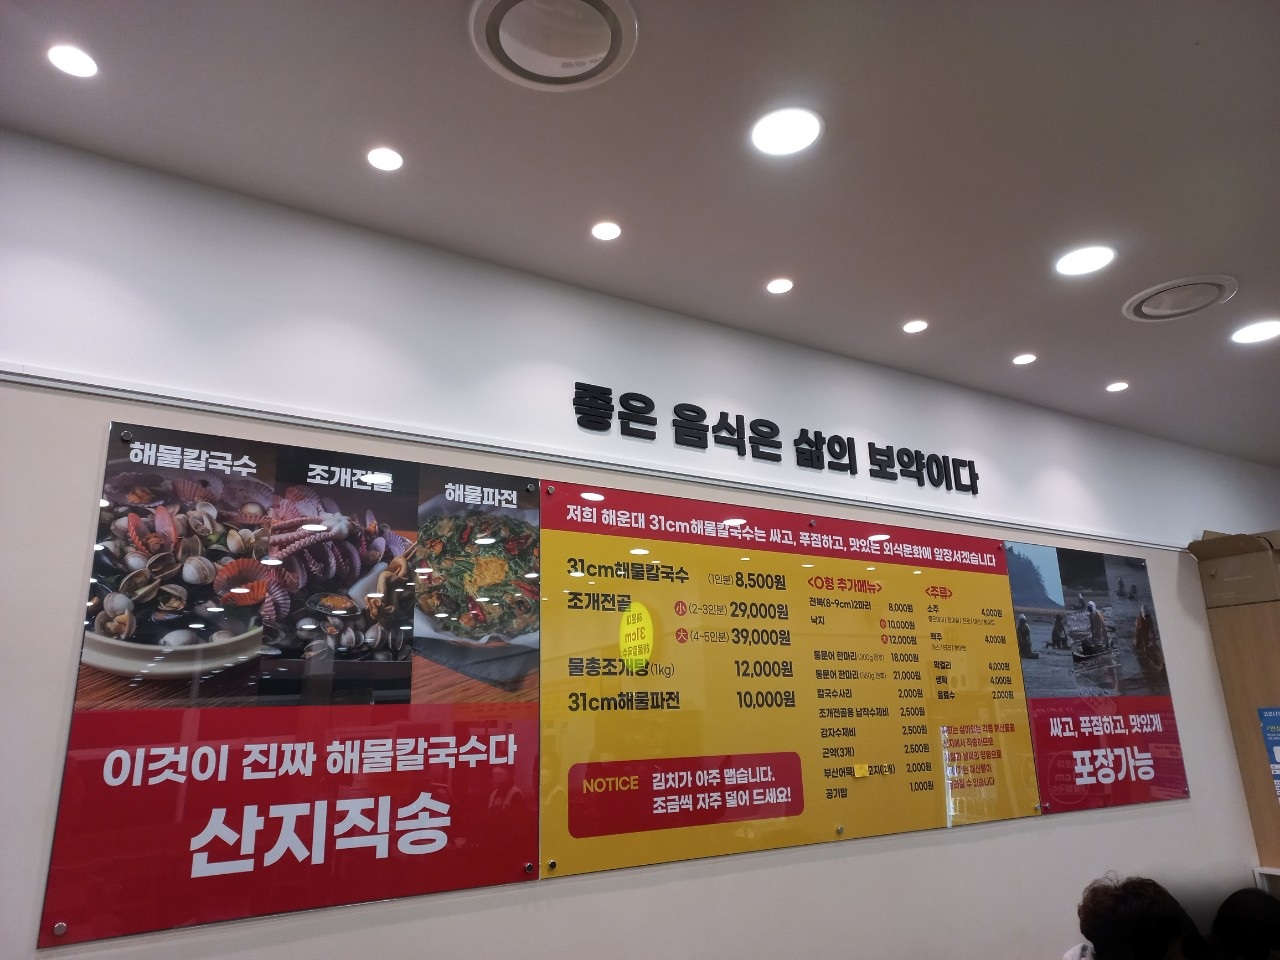 좋은 음식은 삶의 보약이다
해물칼국수
조개전골
해물파전
이것이 진짜 해물칼국수다
산지직송
저희 해운대 31cm해물칼국수는 싸고, 푸짐하고, 맛있는 외식문화에 앞장서겠습니다
31cm해물칼국수 (1인분) 8,500원
조개전골 小 (2~3인분) 29,000원
大 (4~5인분) 39,000원
물총조개탕(1kg) 12,000원
31cm해물파전 10,000원
해운대
31cm
해물칼국수
NOTICE
김치가 아주 맵습니다.
조금씩 자주 덜어 드세요!
<O형 추가메뉴>
전복(8~9cm)2마리 8,000원
낙지 小 10,000원
大 12,000원
통문어 한마리 18,000원
통문어 한마리 21,000원
칼국수사리 2,000원
조개전골용 납작수제비 2,500원
감자수제비 2,500원
곤약(3개) 2,500원
부산어묵 2,000원
공기밥 1,000원
<주류>
소주 4,000원
맥주 4,000원
막걸리 4,000원
생탁 4,000원
음료수 2,000원
싸고, 푸짐하고, 맛있게
포장가능